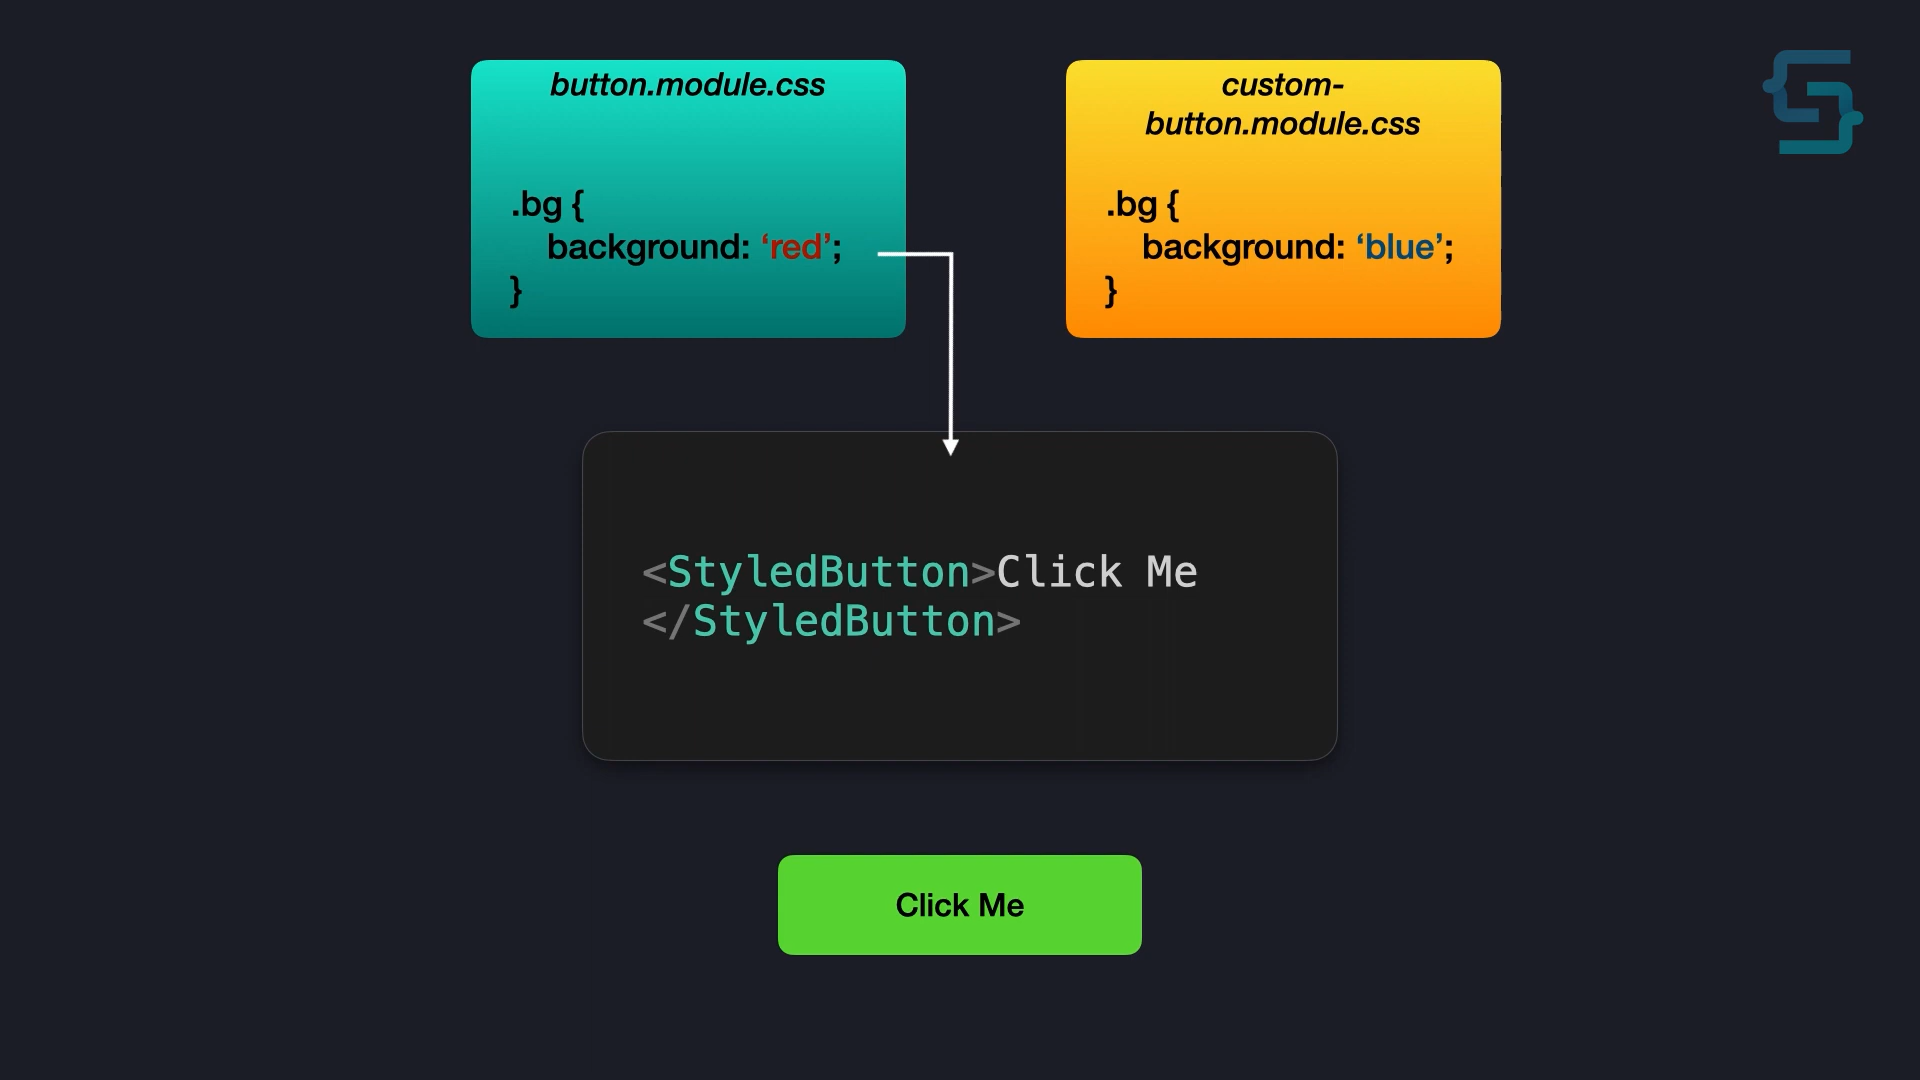 button.module.css
.bg {
background: ‘red’;
}
custom-
button.module.css
.bg {
background: ‘blue’;
}
<StyledButton>Click Me
</StyledButton>
Click Me